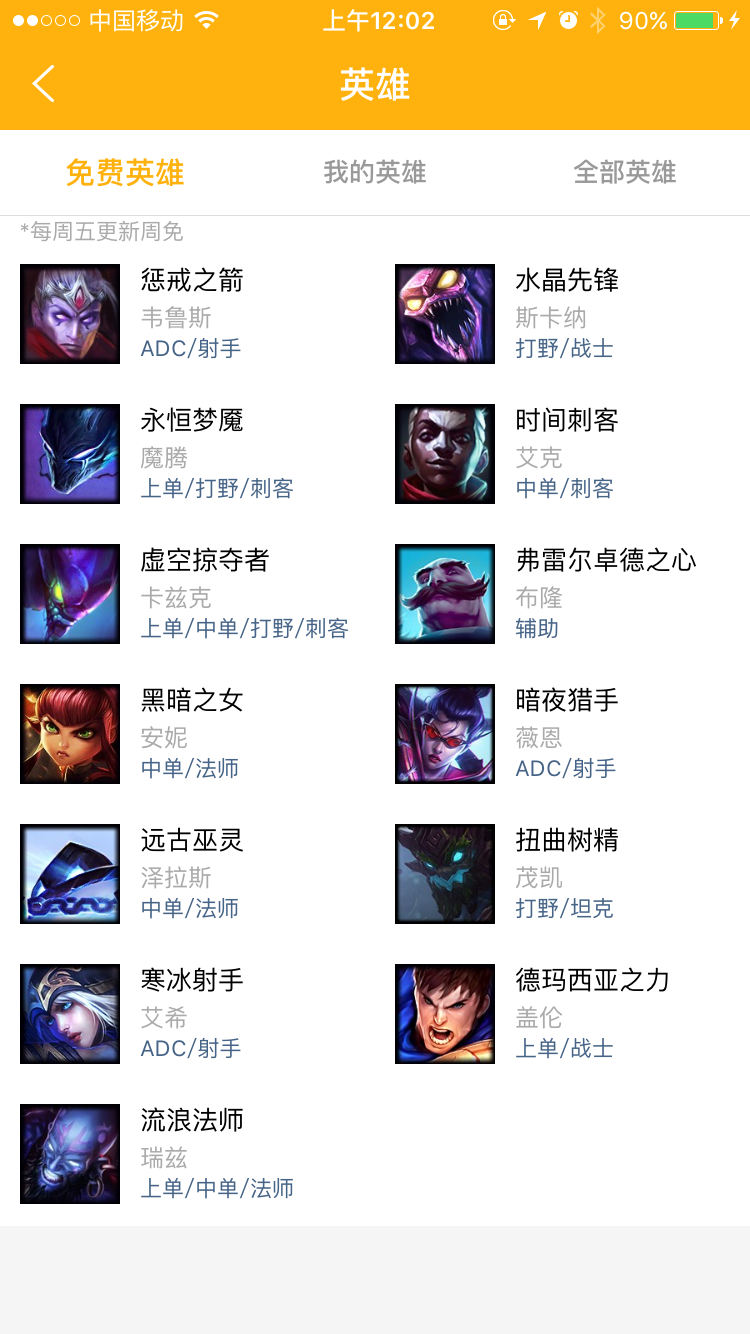 中国移动 上午12:02 90%
英雄
免费英雄 我的英雄 全部英雄
*每周五更新周免
惩戒之箭
韦鲁斯
ADC/射手
水晶先锋
斯卡纳
打野/战士
永恒梦魇
魔腾
上单/打野/刺客
时间刺客
艾克
中单/刺客
虚空掠夺者
卡兹克
上单/中单/打野/刺客
弗雷尔卓德之心
布隆
辅助
黑暗之女
安妮
中单/法师
暗夜猎手
薇恩
ADC/射手
远古巫灵
泽拉斯
中单/法师
扭曲树精
茂凯
打野/坦克
寒冰射手
艾希
ADC/射手
德玛西亚之力
盖伦
上单/战士
流浪法师
瑞兹
上单/中单/法师